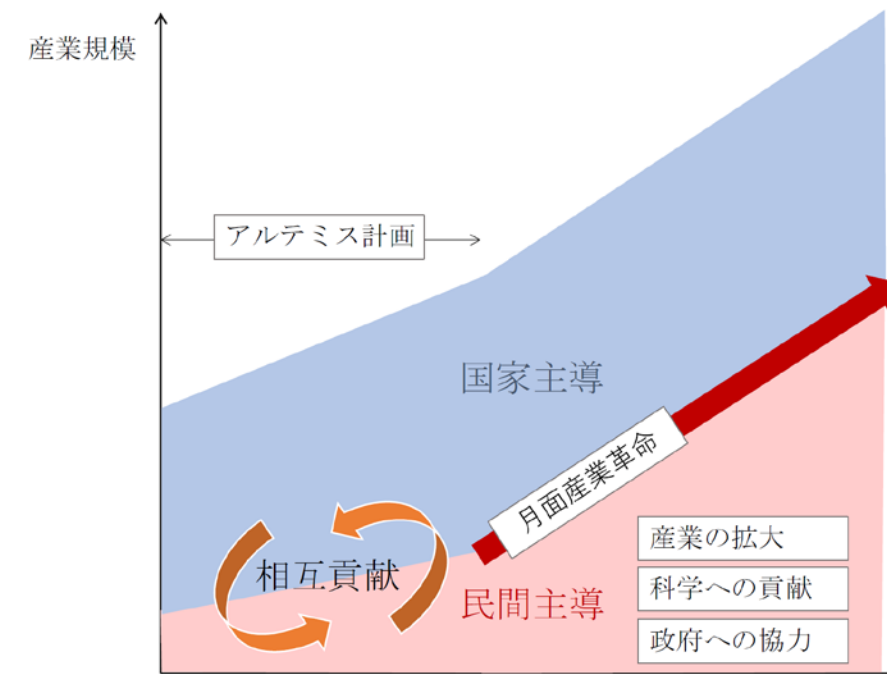 産業規模
アルテミス計画
国家主導
月面産業革命
相互貢献
民間主導
産業の拡大
科学への貢献
政府への協力